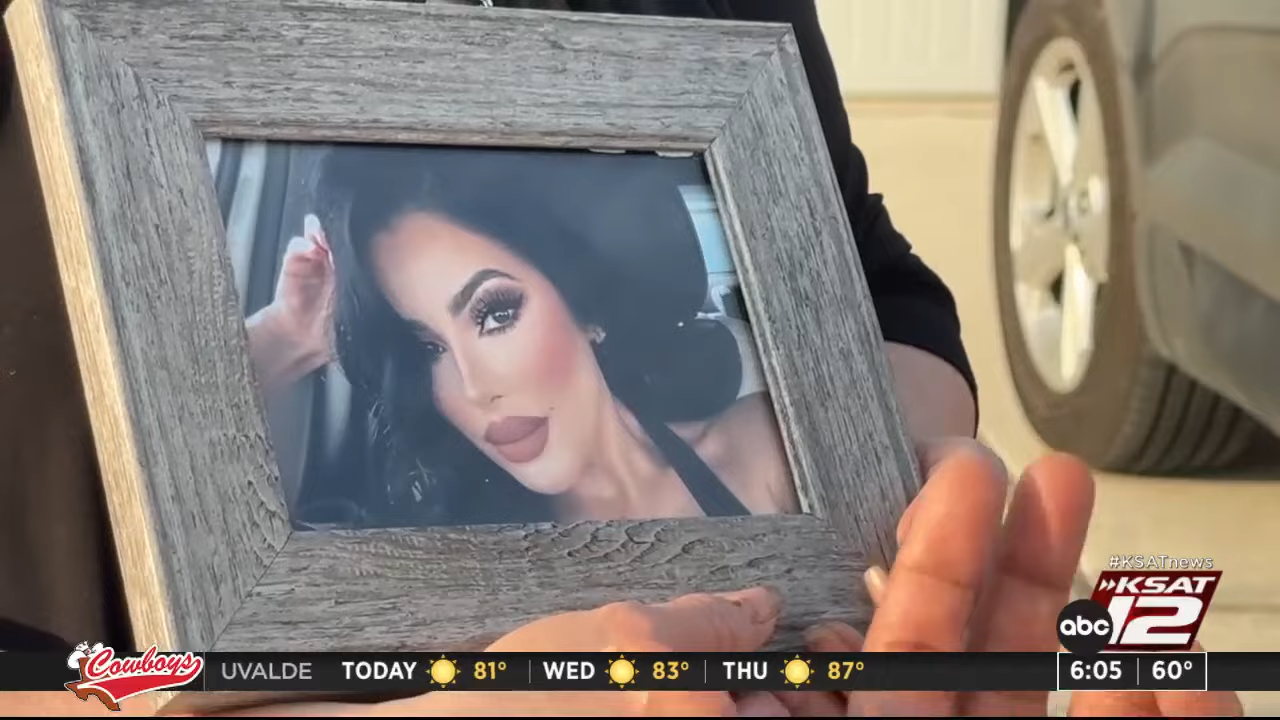 #KSATnews
KSAT
abc 12
Cowboys UVALDE TODAY 81° WED 83° THU 87° 6:05 60°